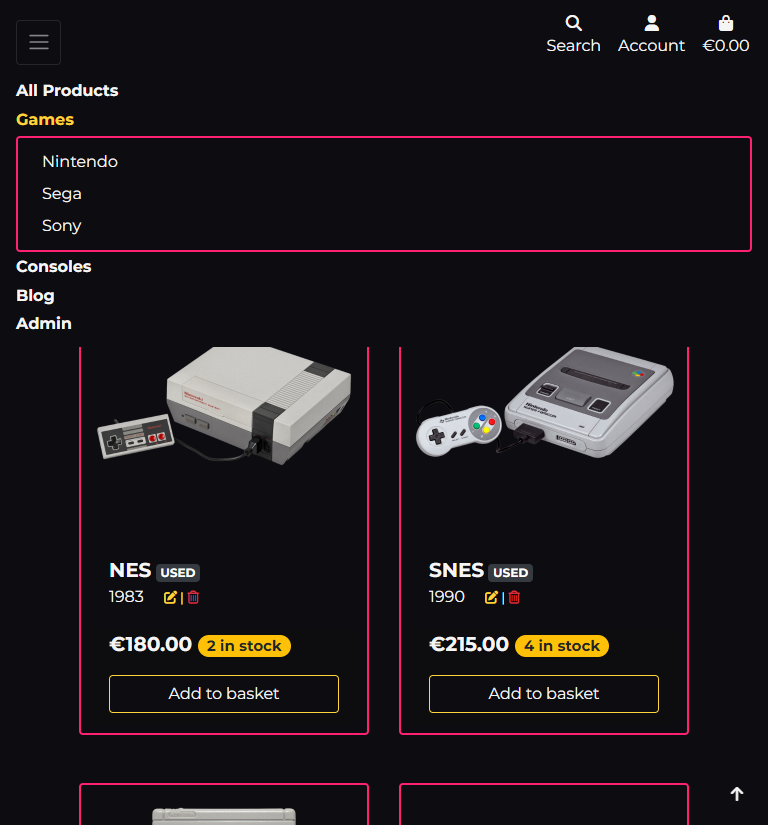 Search Account €0.00
All Products
Games
Nintendo
Sega
Sony
Consoles
Blog
Admin
NES USED
1983 |
€180.00 2 in stock
Add to basket
SNES USED
1990 |
€215.00 4 in stock
Add to basket